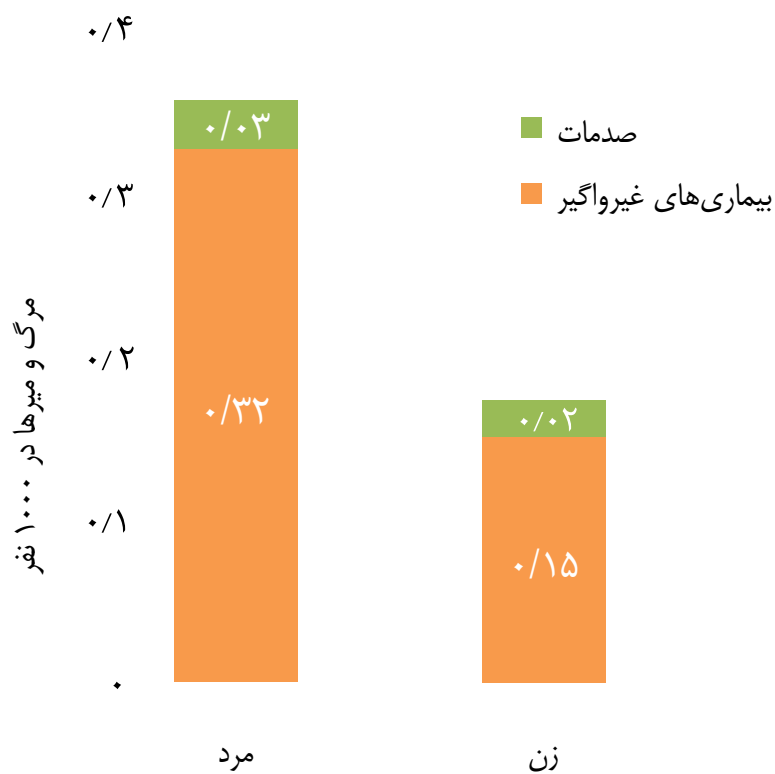 ۰/۴
۰/۳
۰/۲
۰/۱
۰
مرگ و میرها در ۱۰۰۰ نفر
۰/۰۳
۰/۳۲
۰/۰۲
۰/۱۵
صدمات
بیماری‌های غیرواگیر
مرد
زن